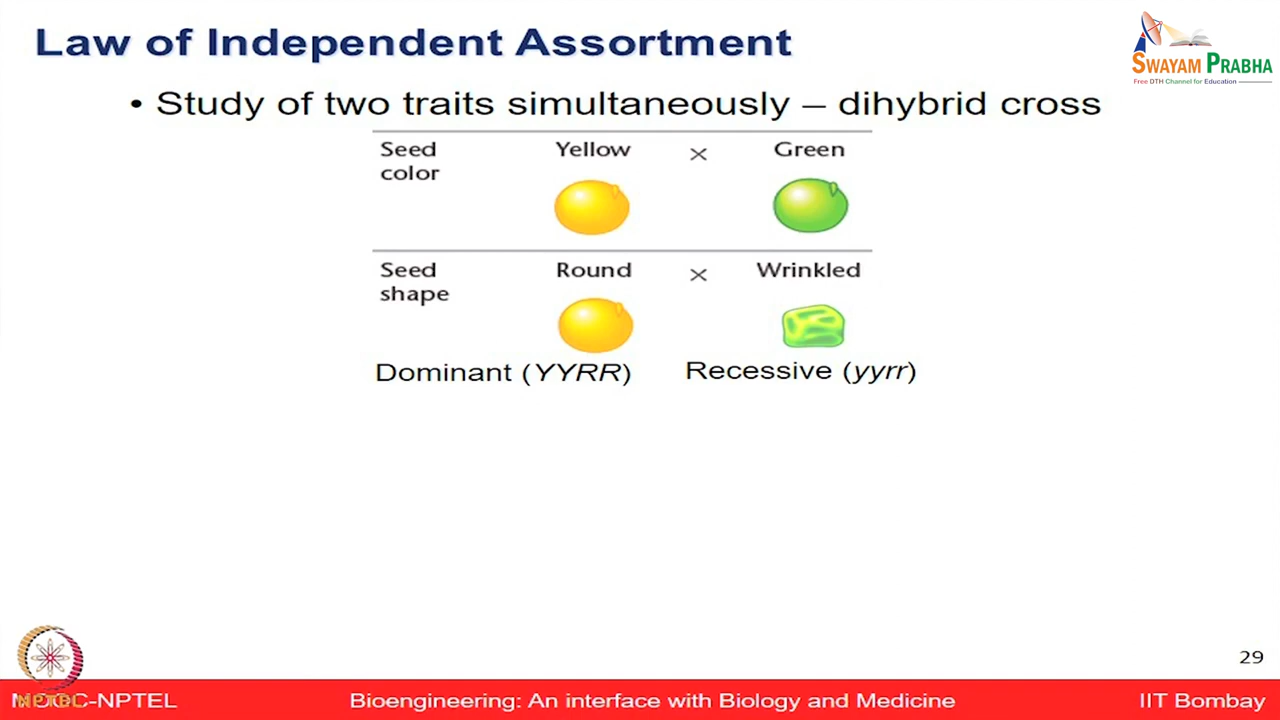 Law of Independent Assortment
SWAYAM PRABHA
Free DTH Channel for Education
• Study of two traits simultaneously – dihybrid cross
Seed color Yellow × Green
Seed shape Round × Wrinkled
Dominant (YYRR) Recessive (yyrr)
29
MOOC-NPTEL Bioengineering: An interface with Biology and Medicine IIT Bombay
NPTEL